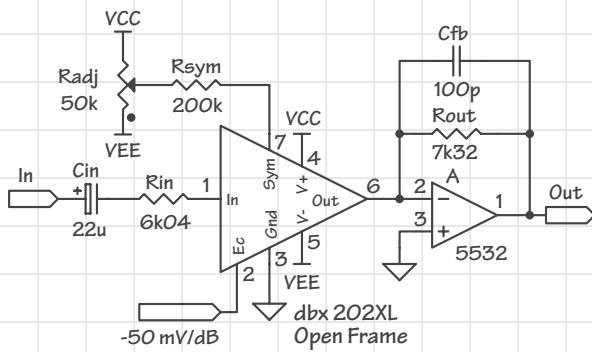 VCC
Radj
50k
VEE
Rsym
200k
Cfb
100p
Rout
7k32
VCC
7
4
Sym
V+
In
Cin
+
22u
Rin
6k04
1
In
Out
6
Gnd
V-
Ec
2
3
5
VEE
A
2
-
3
+
1
5532
Out
-50 mV/dB
dbx 202XL
Open Frame